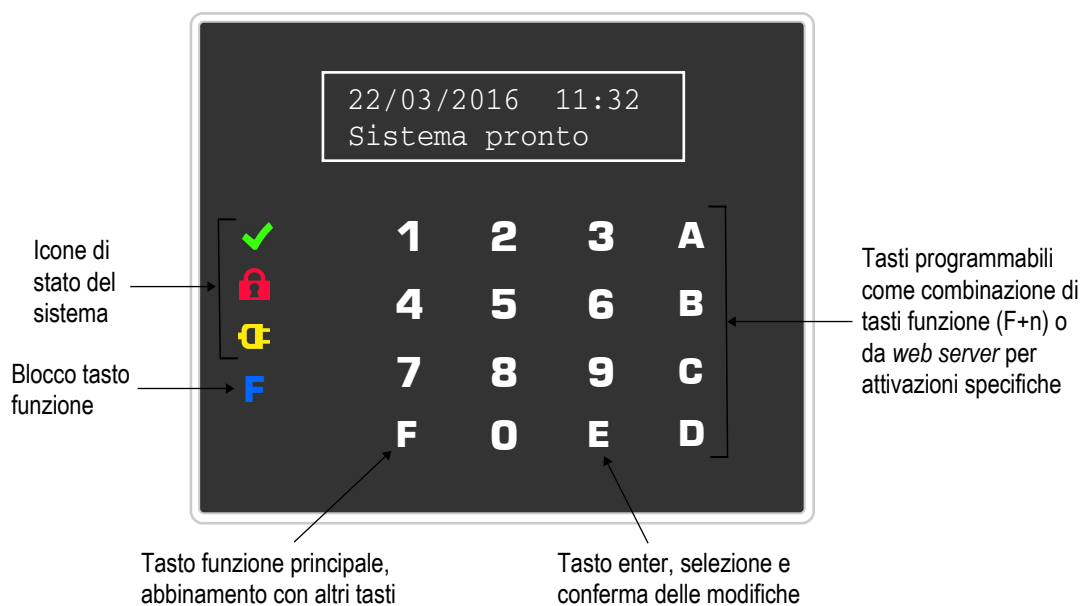 22/03/2016 11:32
Sistema pronto
Icone di
stato del
sistema
Blocco tasto
funzione
1 2 3 A
4 5 6 B
7 8 9 C
F F 0 E D
Tasti programmabili
come combinazione di
tasti funzione (F+n) o
da web server per
attivazioni specifiche
Tasto funzione principale,
abbinamento con altri tasti
Tasto enter, selezione e
conferma delle modifiche